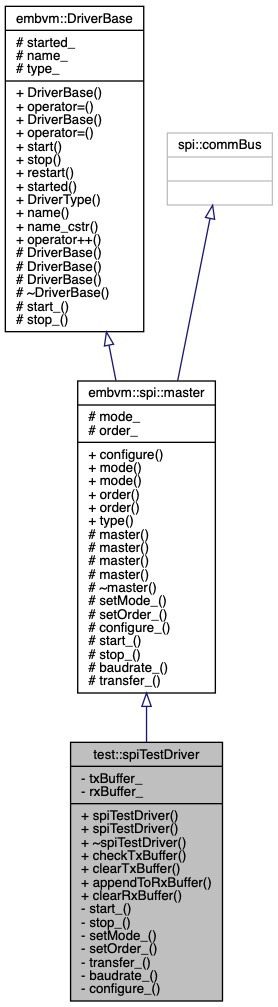 embvm::DriverBase
# started_
# name_
# type_
+ DriverBase()
+ operator=()
+ DriverBase()
+ operator=()
+ start()
+ stop()
+ restart()
+ started()
+ DriverType()
+ name()
+ name_cstr()
+ operator++()
# DriverBase()
# DriverBase()
# DriverBase()
# ~DriverBase()
# start_()
# stop_()
spi::commBus
embvm::spi::master
# mode_
# order_
+ configure()
+ mode()
+ mode()
+ order()
+ order()
+ type()
# master()
# master()
# master()
# master()
# ~master()
# setMode_()
# setOrder_()
# configure_()
# start_()
# stop_()
# baudrate_()
# transfer_()
test::spiTestDriver
- txBuffer_
- rxBuffer_
+ spiTestDriver()
+ spiTestDriver()
+ ~spiTestDriver()
+ checkTxBuffer()
+ clearTxBuffer()
+ appendToRxBuffer()
+ clearRxBuffer()
- start_()
- stop_()
- setMode_()
- setOrder_()
- transfer_()
- baudrate_()
- configure_()